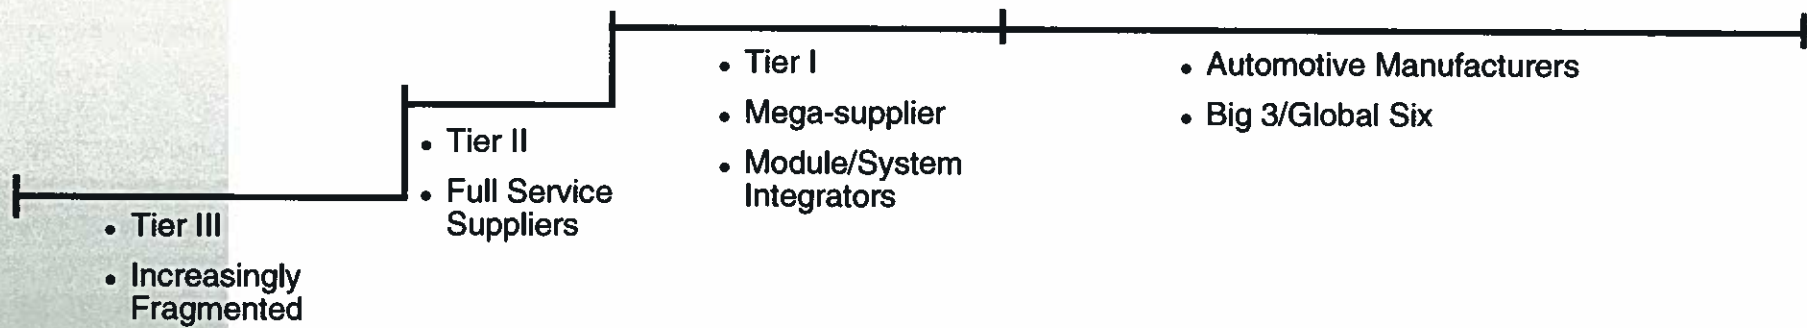 • Tier I
• Mega-supplier
• Module/System
Integrators
• Automotive Manufacturers
• Big 3/Global Six
• Tier II
• Full Service
Suppliers
• Tier III
• Increasingly
Fragmented